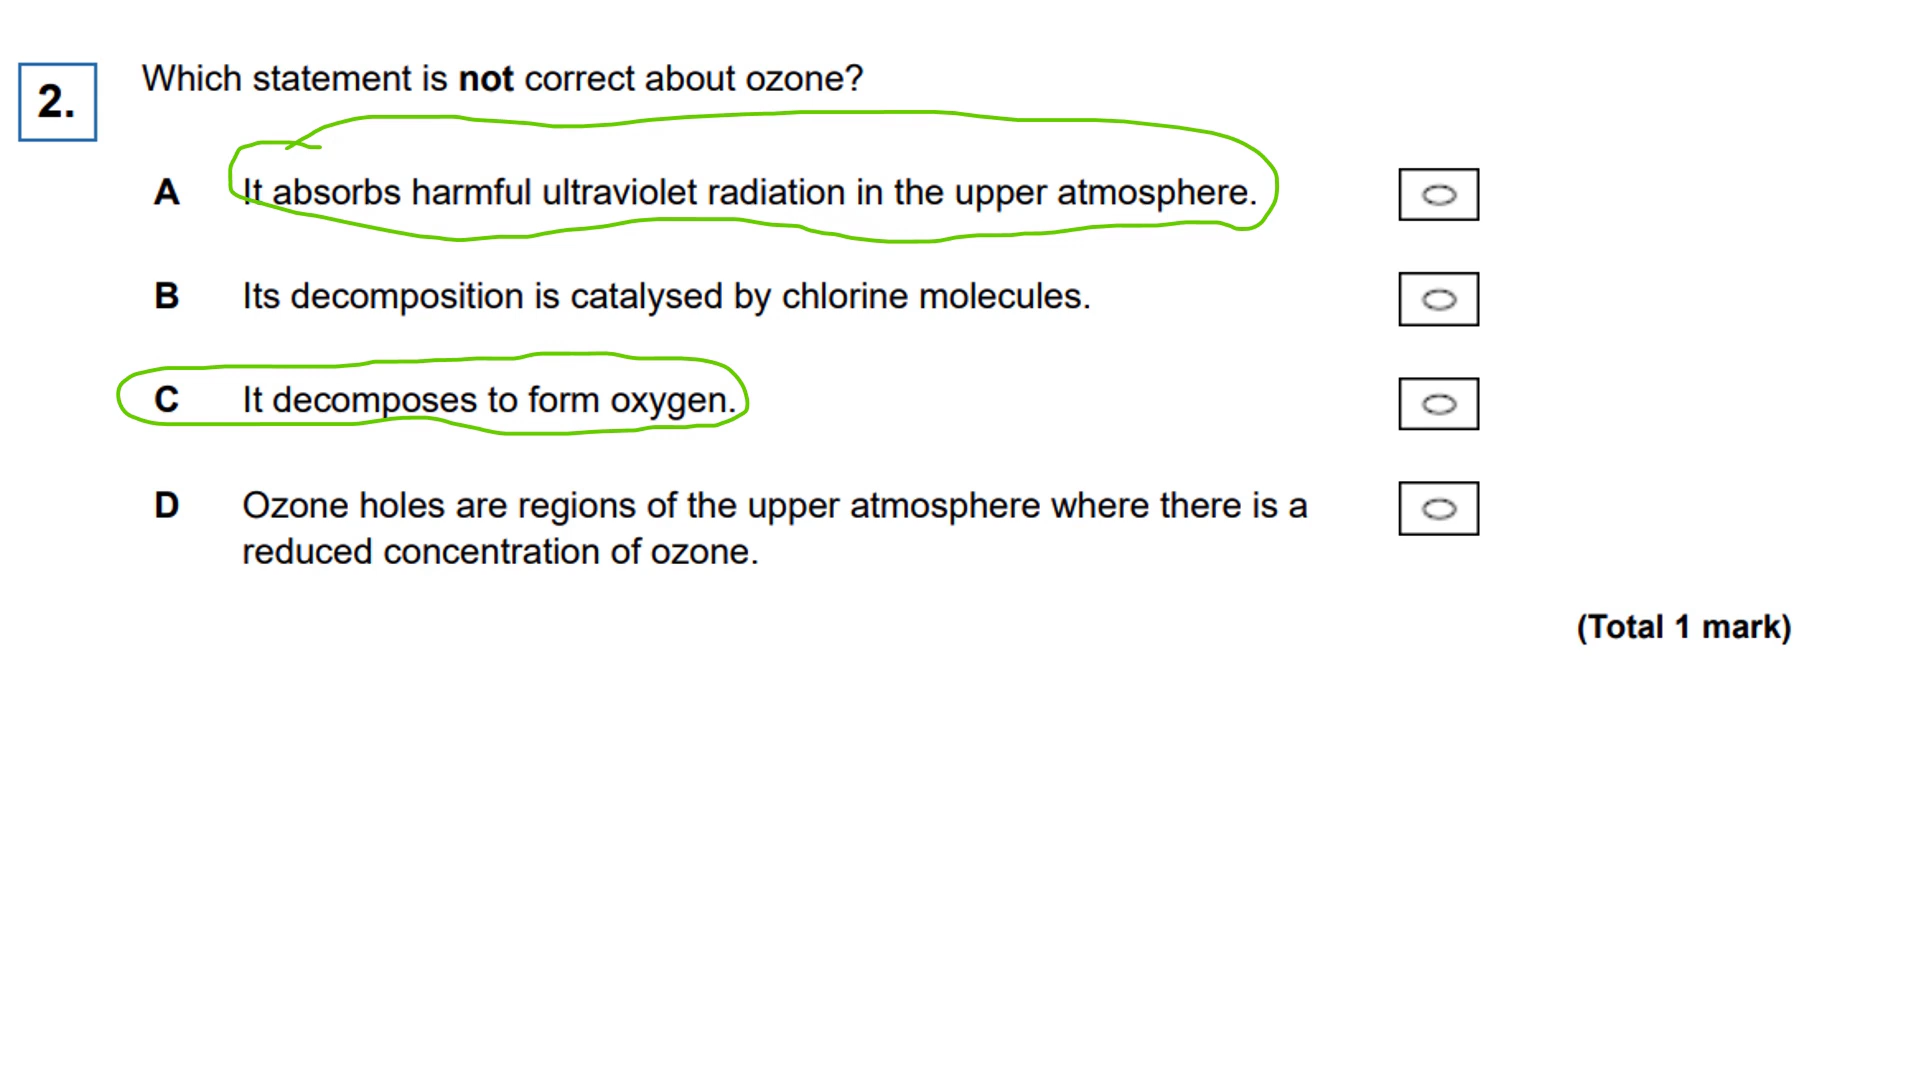 2.
Which statement is not correct about ozone?
A It absorbs harmful ultraviolet radiation in the upper atmosphere.
B Its decomposition is catalysed by chlorine molecules.
C It decomposes to form oxygen.
D Ozone holes are regions of the upper atmosphere where there is a
reduced concentration of ozone.
(Total 1 mark)